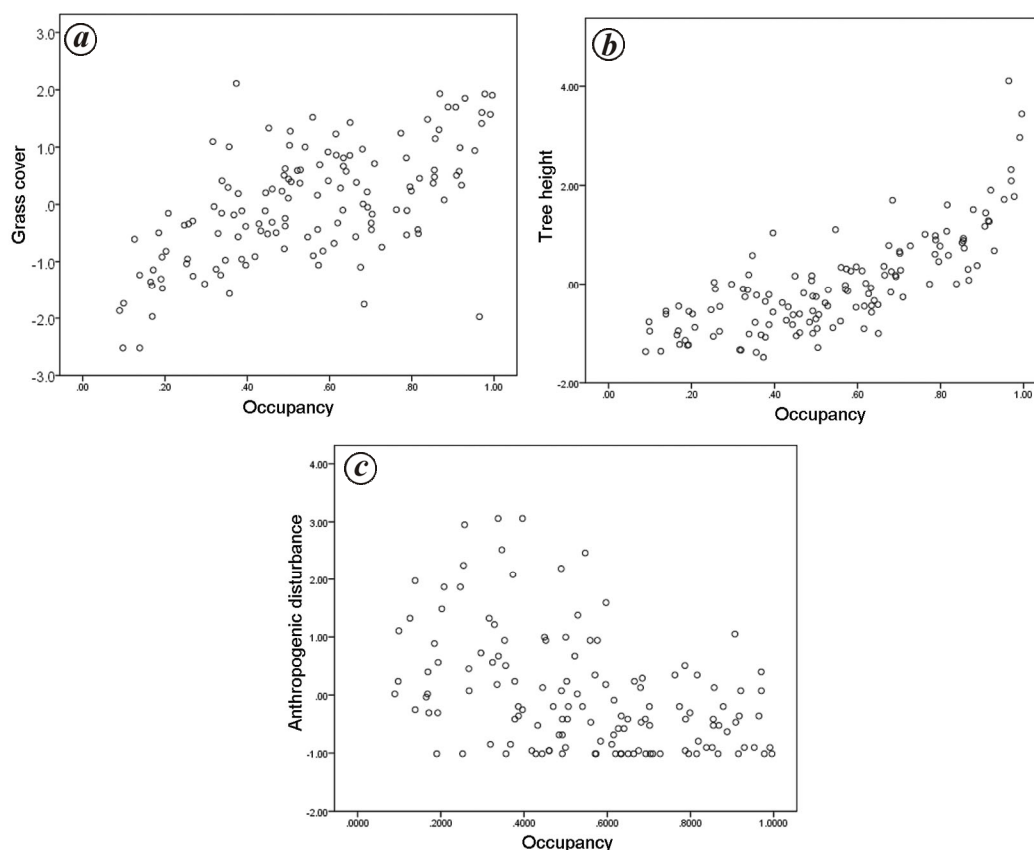 a
3.0
2.0
1.0
.0
-1.0
-2.0
-3.0
Grass cover
.00 .20 .40 .60 .80 1.00
Occupancy
b
4.00
2.00
.00
-2.00
Tree height
.00 .20 .40 .60 .80 1.00
Occupancy
c
4.00
3.00
2.00
1.00
.00
-1.00
-2.00
Anthropogenic disturbance
.0000 .2000 .4000 .6000 .8000 1.0000
Occupancy